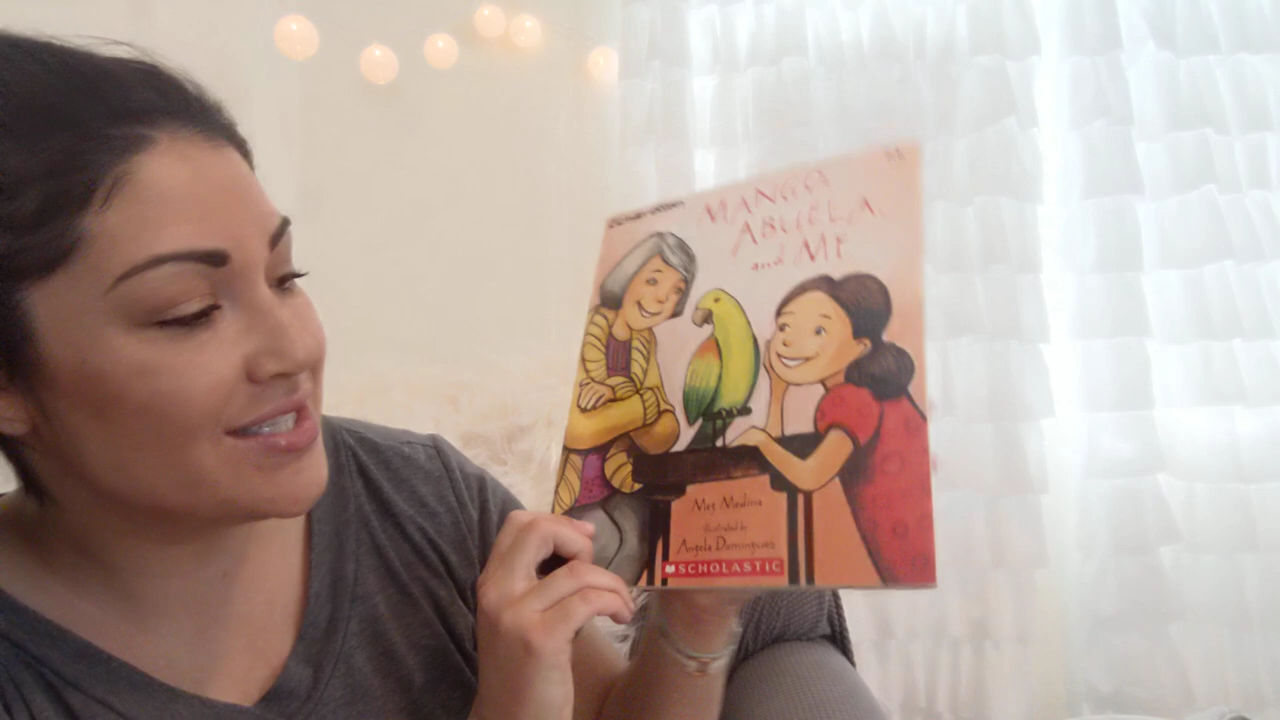 MANGO,
ABUELA,
and ME
Meg Medina
illustrated by
Angela Dominguez
SCHOLASTIC